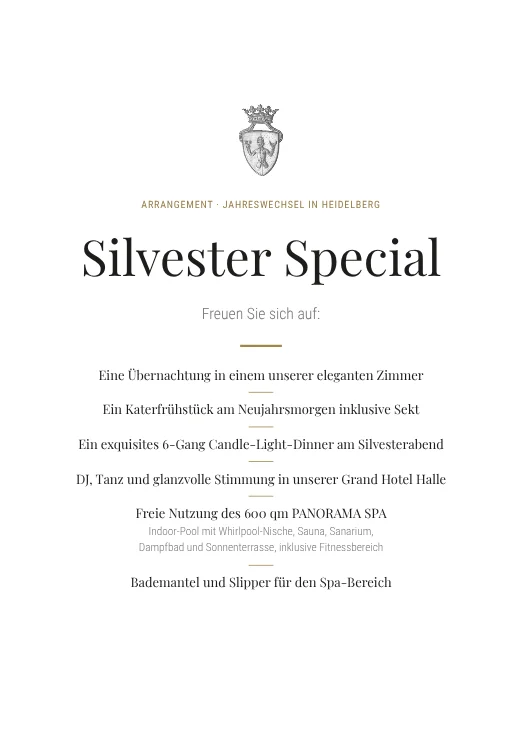 ARRANGEMENT · JAHRESWECHSEL IN HEIDELBERG
Silvester Special
Freuen Sie sich auf:
Eine Übernachtung in einem unserer eleganten Zimmer
Ein Katerfrühstück am Neujahrsmorgen inklusive Sekt
Ein exquisites 6-Gang Candle-Light-Dinner am Silvesterabend
DJ, Tanz und glanzvolle Stimmung in unserer Grand Hotel Halle
Freie Nutzung des 600 qm PANORAMA SPA
Indoor-Pool mit Whirlpool-Nische, Sauna, Sanarium,
Dampfbad und Sonnenterrasse, inklusive Fitnessbereich
Bademantel und Slipper für den Spa-Bereich